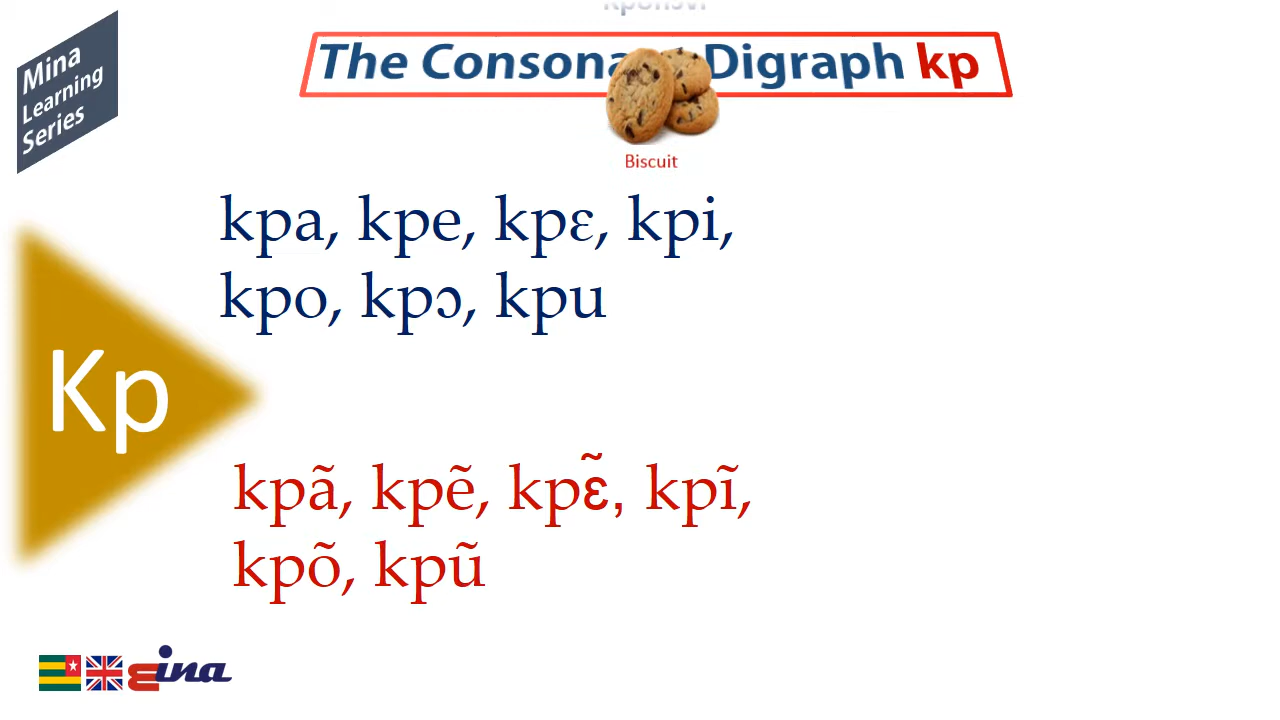 Mina
Learning
Series
The Consona Digraph kp
Biscuit
kpa, kpe, kpɛ, kpi,
kpo, kpɔ, kpu
Kp
kpã, kpẽ, kpɛ̃, kpĩ,
kpõ, kpũ
ɛina